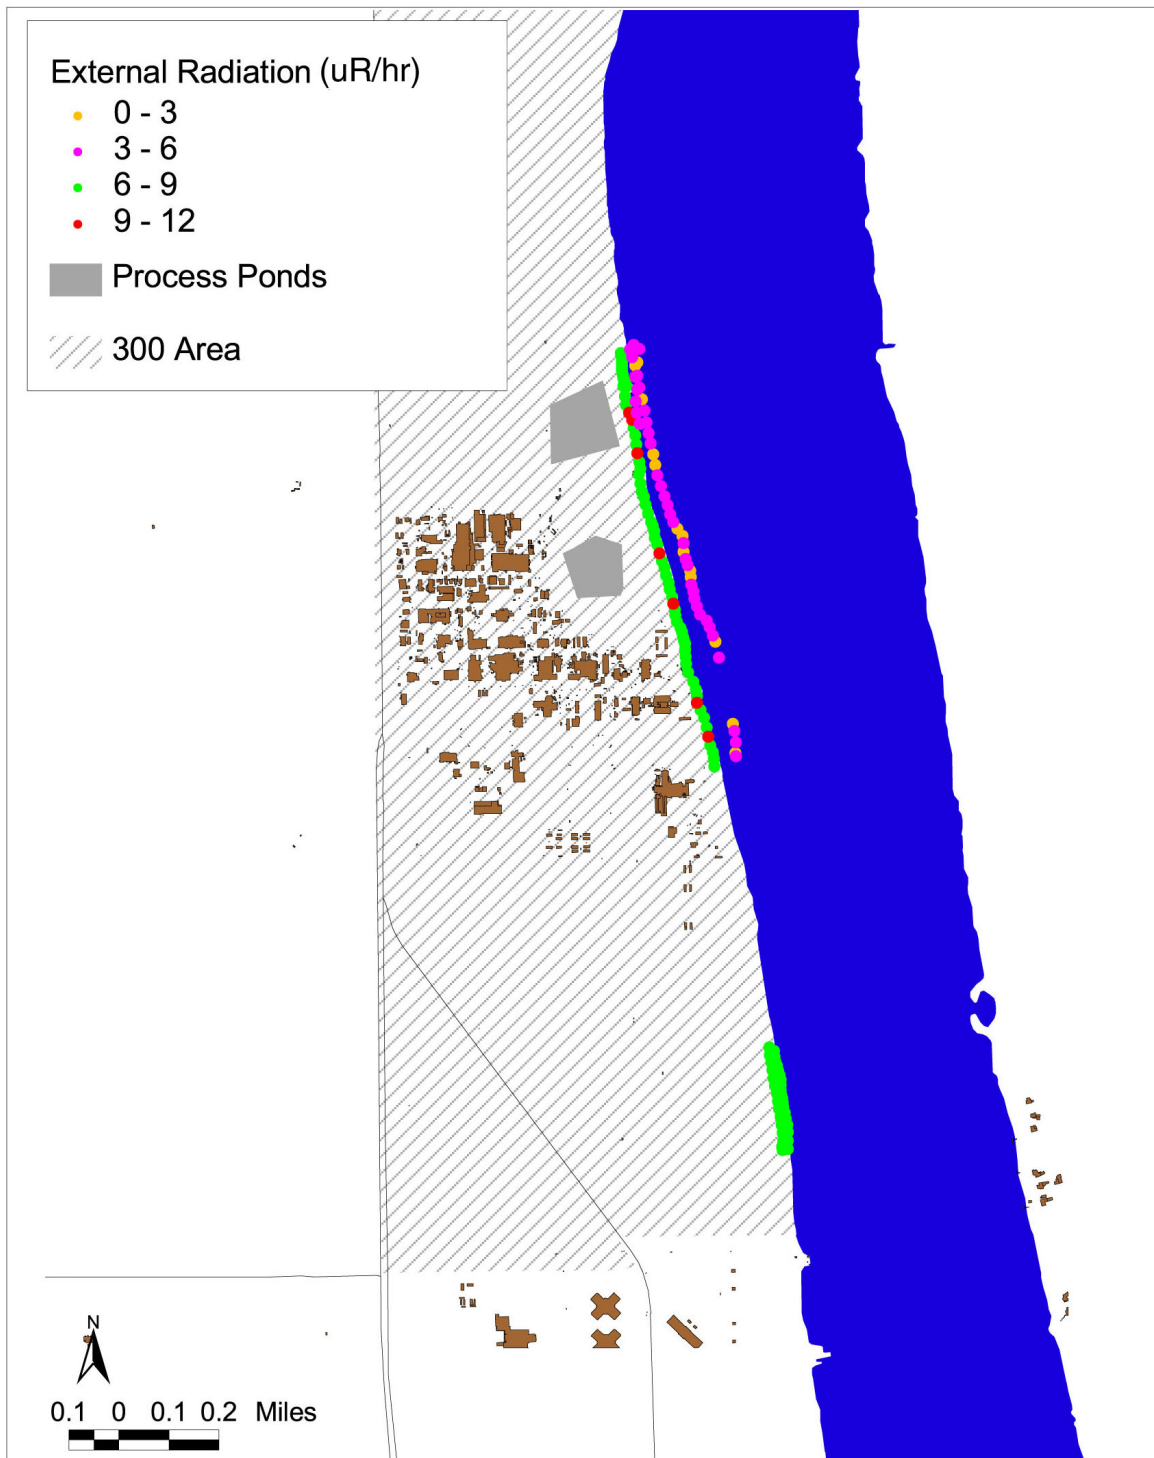 External Radiation (uR/hr)
0 - 3
3 - 6
6 - 9
9 - 12
Process Ponds
300 Area
N
0.1 0 0.1 0.2 Miles